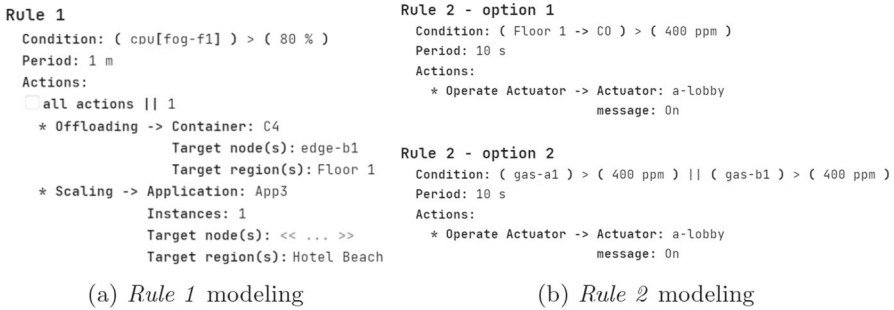 Rule 1
Condition: ( cpu[fog-f1] ) > ( 80 % )
Period: 1 m
Actions:
all actions || 1
* Offloading -> Container: C4
Target node(s): edge-b1
Target region(s): Floor 1
* Scaling -> Application: App3
Instances: 1
Target node(s): << ... >>
Target region(s): Hotel Beach
(a) Rule 1 modeling
Rule 2 - option 1
Condition: ( Floor 1 -> CO ) > ( 400 ppm )
Period: 10 s
Actions:
* Operate Actuator -> Actuator: a-lobby
message: On
Rule 2 - option 2
Condition: ( gas-a1 ) > ( 400 ppm ) || ( gas-b1 ) > ( 400 ppm )
Period: 10 s
Actions:
* Operate Actuator -> Actuator: a-lobby
message: On
(b) Rule 2 modeling